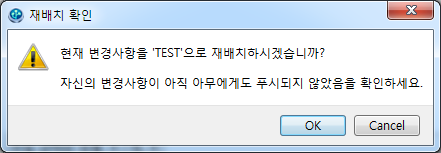 재배치 확인
현재 변경사항을 'TEST'으로 재배치하시겠습니까?
자신의 변경사항이 아직 아무에게도 푸시되지 않았음을 확인하세요.
OK
Cancel